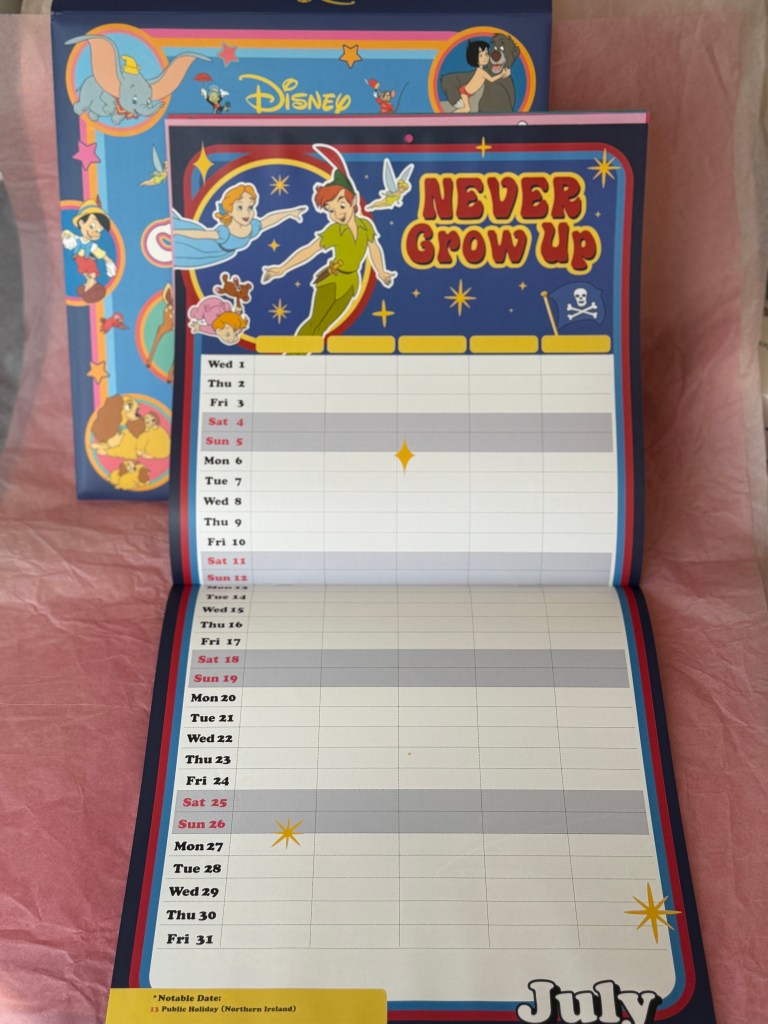 DISNEY
NEVER
Grow Up
Wed 1
Thu 2
Fri 3
Sat 4
Sun 5
Mon 6
Tue 7
Wed 8
Thu 9
Fri 10
Sat 11
Sun 12
Mon 13
Tue 14
Wed 15
Thu 16
Fri 17
Sat 18
Sun 19
Mon 20
Tue 21
Wed 22
Thu 23
Fri 24
Sat 25
Sun 26
Mon 27
Tue 28
Wed 29
Thu 30
Fri 31
*Notable Date:
13 Public Holiday (Northern Ireland)
July